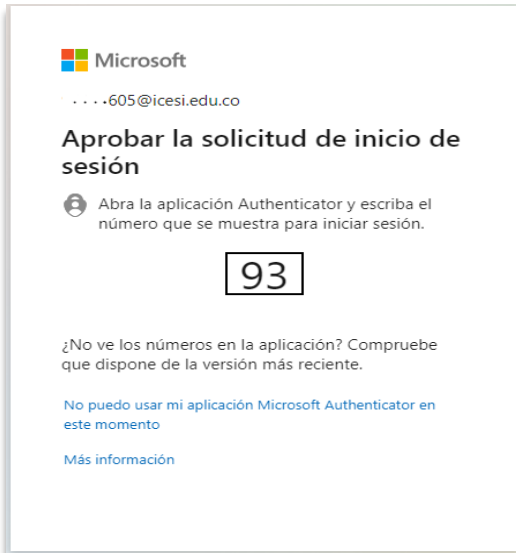 Microsoft
605@icesi.edu.co
Aprobar la solicitud de inicio de
sesión
Abra la aplicación Authenticator y escriba el
número que se muestra para iniciar sesión.
93
¿No ve los números en la aplicación? Compruebe
que dispone de la versión más reciente.
No puedo usar mi aplicación Microsoft Authenticator en
este momento
Más información